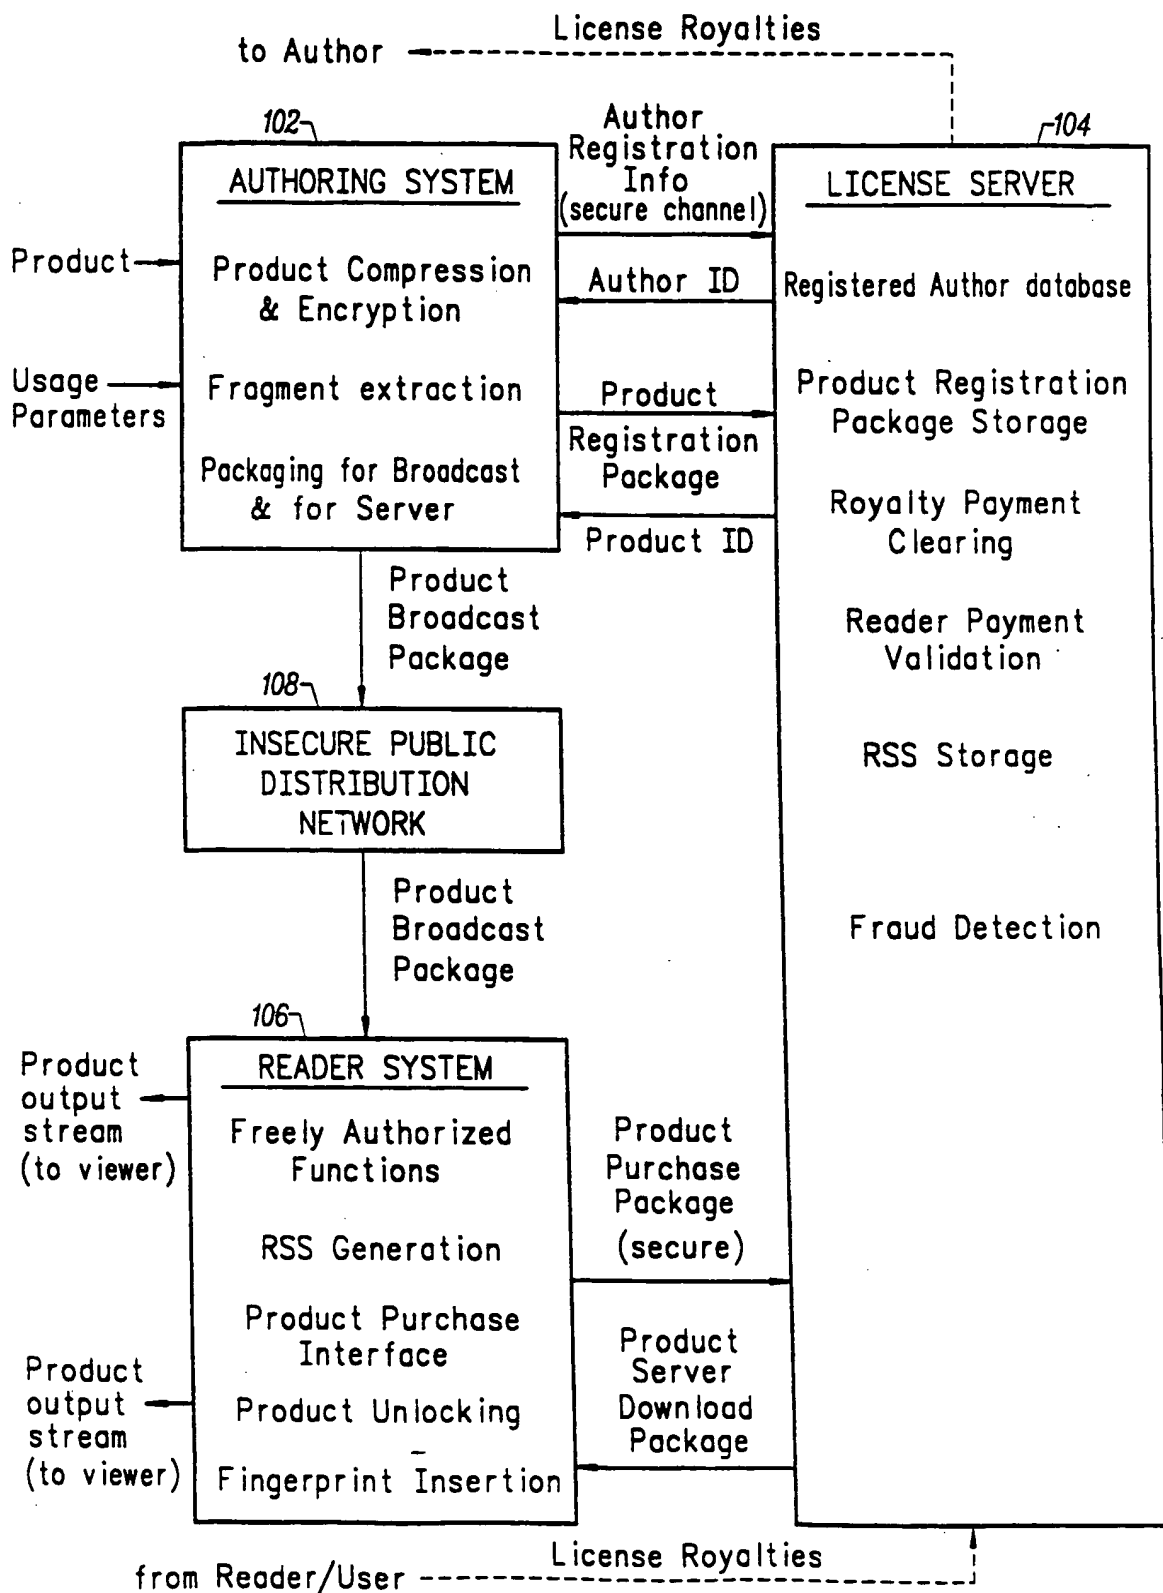 License Royalties
to Author
102
AUTHORING SYSTEM
Product Compression
& Encryption
Fragment extraction
Packaging for Broadcast
& for Server
Product
Usage
Parameters
Author
Registration
Info
(secure channel)
Author ID
Product
Registration
Package
Product ID
104
LICENSE SERVER
Registered Author database
Product Registration
Package Storage
Royalty Payment
Clearing
Reader Payment
Validation
RSS Storage
Fraud Detection
Product
Broadcast
Package
108
INSECURE PUBLIC
DISTRIBUTION
NETWORK
Product
Broadcast
Package
106
READER SYSTEM
Freely Authorized
Functions
RSS Generation
Product Purchase
Interface
Product Unlocking
Fingerprint Insertion
Product
output
stream
(to viewer)
Product
output
stream
(to viewer)
Product
Purchase
Package
(secure)
Product
Server
Download
Package
License Royalties
from Reader/User